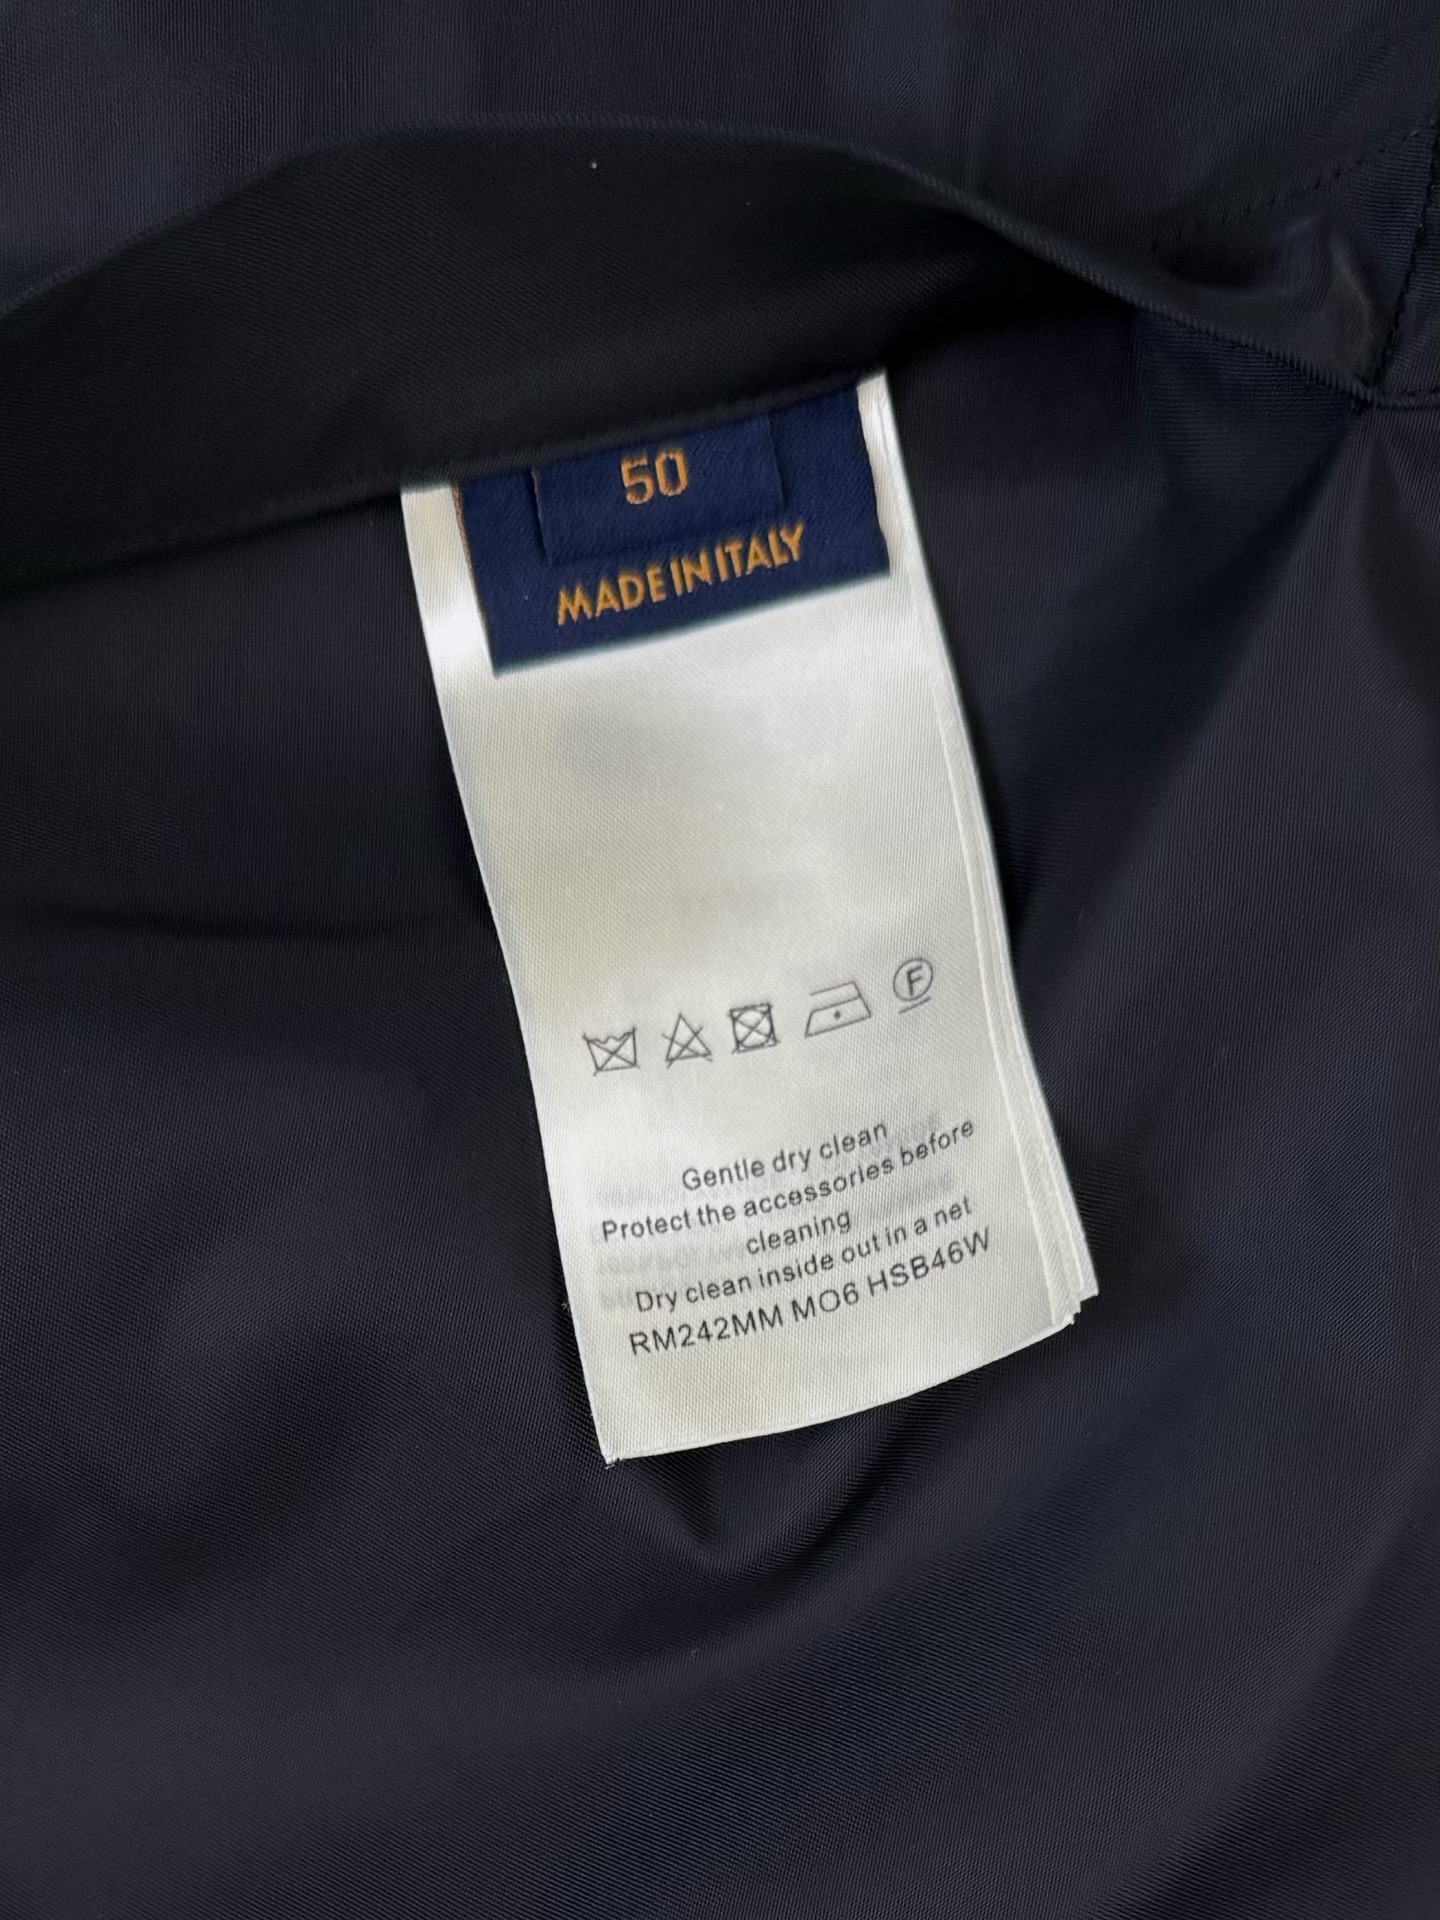 50
MADE IN ITALY
F
Gentle dry clean
Protect the accessories before
cleaning
Dry clean inside out in a net
RM242MM MO6 HSB46W